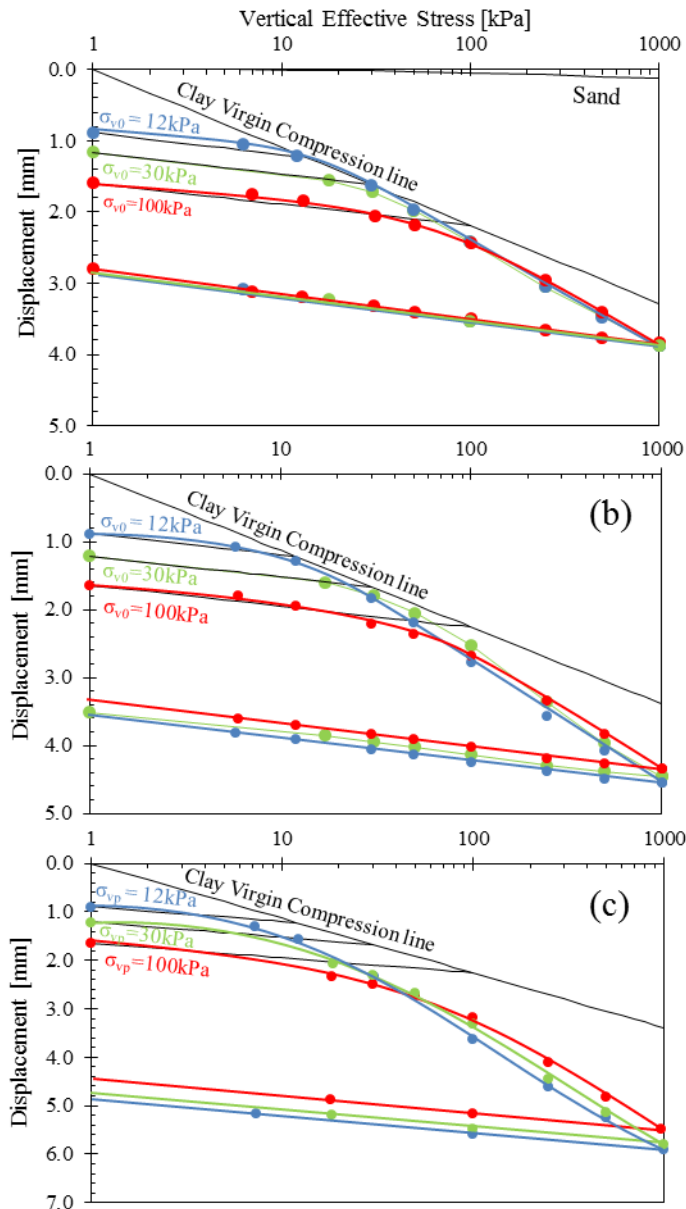 Vertical Effective Stress [kPa]
1 10 100 1000
0.0
1.0
2.0
3.0
4.0
5.0
Displacement [mm]
Clay Virgin Compression line
Sand
σv0 = 12kPa
σv0=30kPa
σv0=100kPa
1 10 100 1000
0.0
1.0
2.0
3.0
4.0
5.0
Displacement [mm]
Clay Virgin Compression line
(b)
σv0 = 12kPa
σv0=30kPa
σv0=100kPa
1 10 100 1000
0.0
1.0
2.0
3.0
4.0
5.0
6.0
7.0
Displacement [mm]
Clay Virgin Compression line
(c)
σvp = 12kPa
σvp=30kPa
σvp=100kPa